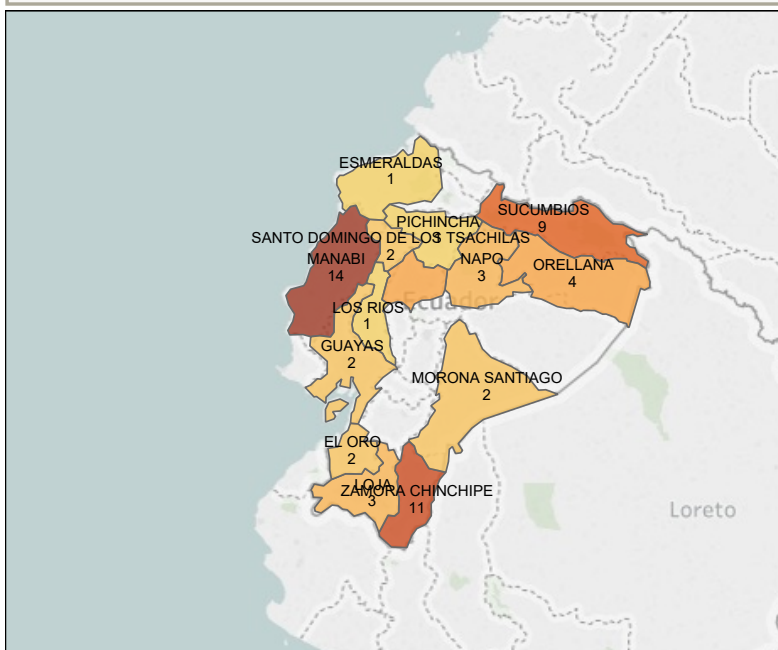 ESMERALDAS
1
SUCUMBIOS
9
PICHINCHA
SANTO DOMINGO DE LOS TSACHILAS
2
MANABI
14
NAPO
3
ORELLANA
4
Ecuador
LOS RIOS
1
GUAYAS
2
MORONA SANTIAGO
2
EL ORO
2
LOJA
3
ZAMORA CHINCHIPE
11
Loreto